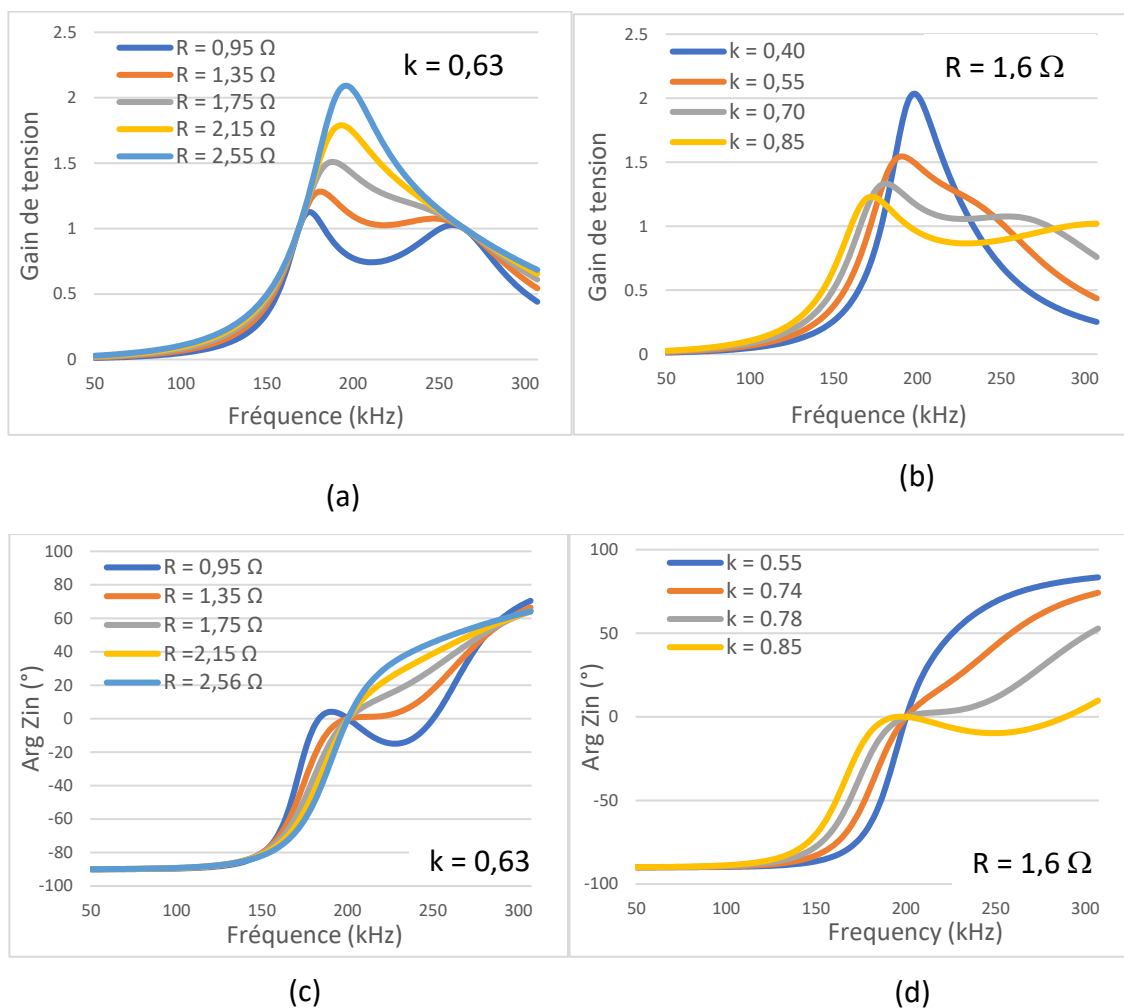 2.5
2
1.5
1
0.5
0
R = 0,95 Ω
R = 1,35 Ω
R = 1,75 Ω
R = 2,15 Ω
R = 2,55 Ω
k = 0,63
Gain de tension
50 100 150 200 250 300
Fréquence (kHz)
(a)
2.5
2
1.5
1
0.5
0
k = 0,40
k = 0,55
k = 0,70
k = 0,85
R = 1,6 Ω
Gain de tension
50 100 150 200 250 300
Fréquence (kHz)
(b)
100
80
60
40
20
0
-20
-40
-60
-80
-100
R = 0,95 Ω
R = 1,35 Ω
R = 1,75 Ω
R =2,15 Ω
R = 2,56 Ω
k = 0,63
Arg Zin (°)
50 100 150 200 250 300
Fréquence (kHz)
(c)
100
50
0
-50
-100
k = 0.55
k = 0.74
k = 0.78
k = 0.85
R = 1,6 Ω
Arg Zin (°)
50 100 150 200 250 300
Frequency (kHz)
(d)